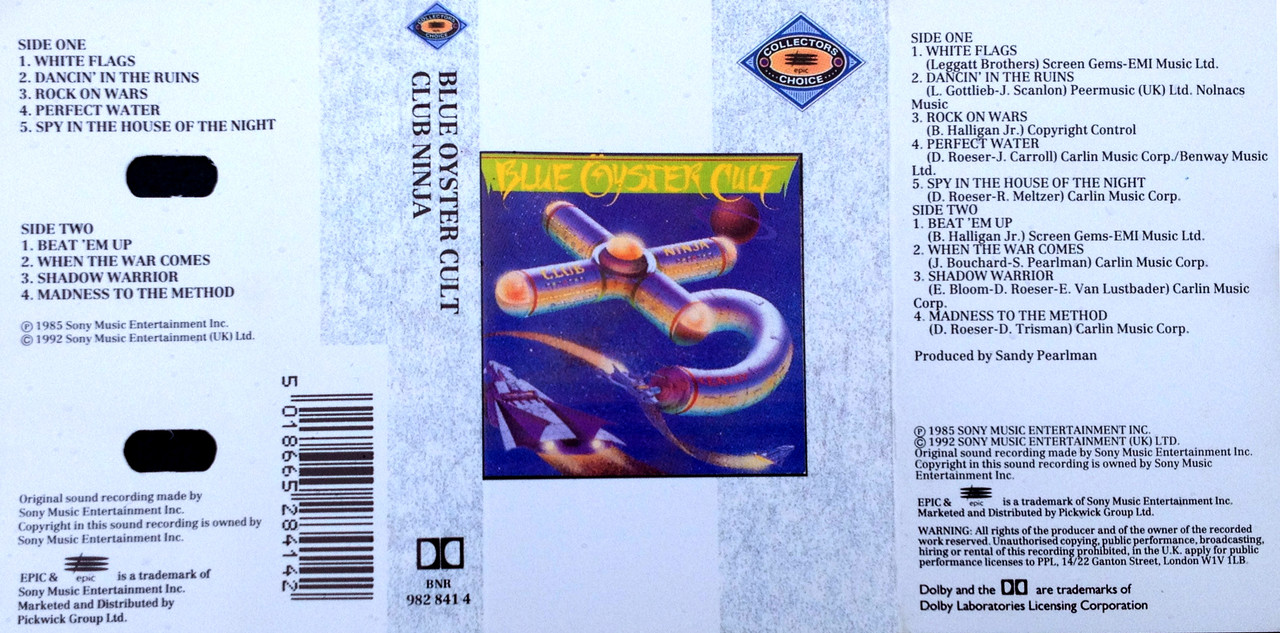 SIDE ONE
1. WHITE FLAGS
2. DANCIN' IN THE RUINS
3. ROCK ON WARS
4. PERFECT WATER
5. SPY IN THE HOUSE OF THE NIGHT
SIDE TWO
1. BEAT 'EM UP
2. WHEN THE WAR COMES
3. SHADOW WARRIOR
4. MADNESS TO THE METHOD
℗ 1985 Sony Music Entertainment Inc.
© 1992 Sony Music Entertainment (UK) Ltd.
5 018665 284142
Original sound recording made by
Sony Music Entertainment Inc.
Copyright in this sound recording is owned by
Sony Music Entertainment Inc.
EPIC & epic is a trademark of
Sony Music Entertainment Inc.
Marketed and Distributed by
Pickwick Group Ltd.
COLLECTORS
epic
CHOICE
BLUE ÖYSTER CULT
CLUB NINJA
BNR
982 841 4
COLLECTORS
epic
CHOICE
BLUE ÖYSTER CULT
CLUB NINJA
SIDE ONE
1. WHITE FLAGS
(Leggatt Brothers) Screen Gems-EMI Music Ltd.
2. DANCIN' IN THE RUINS
(L. Gottlieb-J. Scanlon) Peermusic (UK) Ltd. Nolnacs
Music
3. ROCK ON WARS
(B. Halligan Jr.) Copyright Control
4. PERFECT WATER
(D. Roeser-J. Carroll) Carlin Music Corp./Benway Music
Ltd.
5. SPY IN THE HOUSE OF THE NIGHT
(D. Roeser-R. Meltzer) Carlin Music Corp.
SIDE TWO
1. BEAT 'EM UP
(B. Halligan Jr.) Screen Gems-EMI Music Ltd.
2. WHEN THE WAR COMES
(J. Bouchard-S. Pearlman) Carlin Music Corp.
3. SHADOW WARRIOR
(E. Bloom-D. Roeser-E. Van Lustbader) Carlin Music
Corp.
4. MADNESS TO THE METHOD
(D. Roeser-D. Trisman) Carlin Music Corp.
Produced by Sandy Pearlman
℗ 1985 SONY MUSIC ENTERTAINMENT INC.
© 1992 SONY MUSIC ENTERTAINMENT (UK) LTD.
Original sound recording made by Sony Music Entertainment Inc.
Copyright in this sound recording is owned by Sony Music
Entertainment Inc.
EPIC & epic is a trademark of Sony Music Entertainment Inc.
Marketed and Distributed by Pickwick Group Ltd.
WARNING: All rights of the producer and of the owner of the recorded
work reserved. Unauthorised copying, public performance, broadcasting,
hiring or rental of this recording prohibited, in the U.K. apply for public
performance licenses to PPL, 14/22 Ganton Street, London W1V 1LB.
Dolby and the are trademarks of
Dolby Laboratories Licensing Corporation